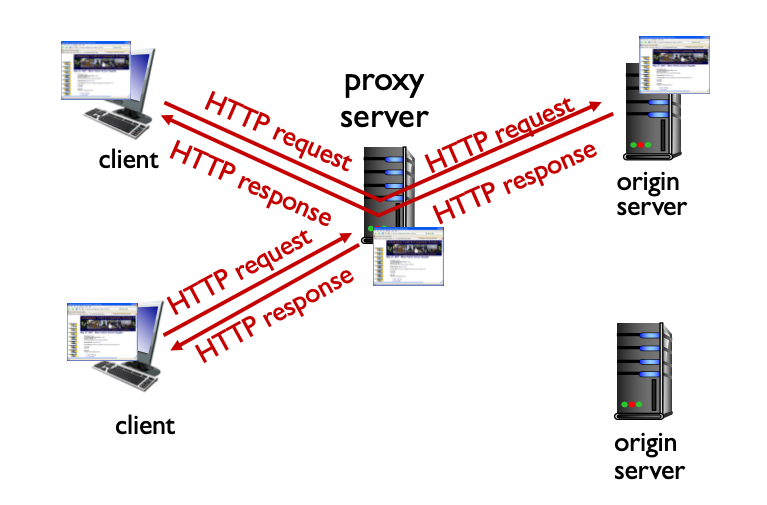 proxy
server
HTTP request
HTTP request
client
HTTP response
HTTP response
origin
server
HTTP request
HTTP response
client
origin
server